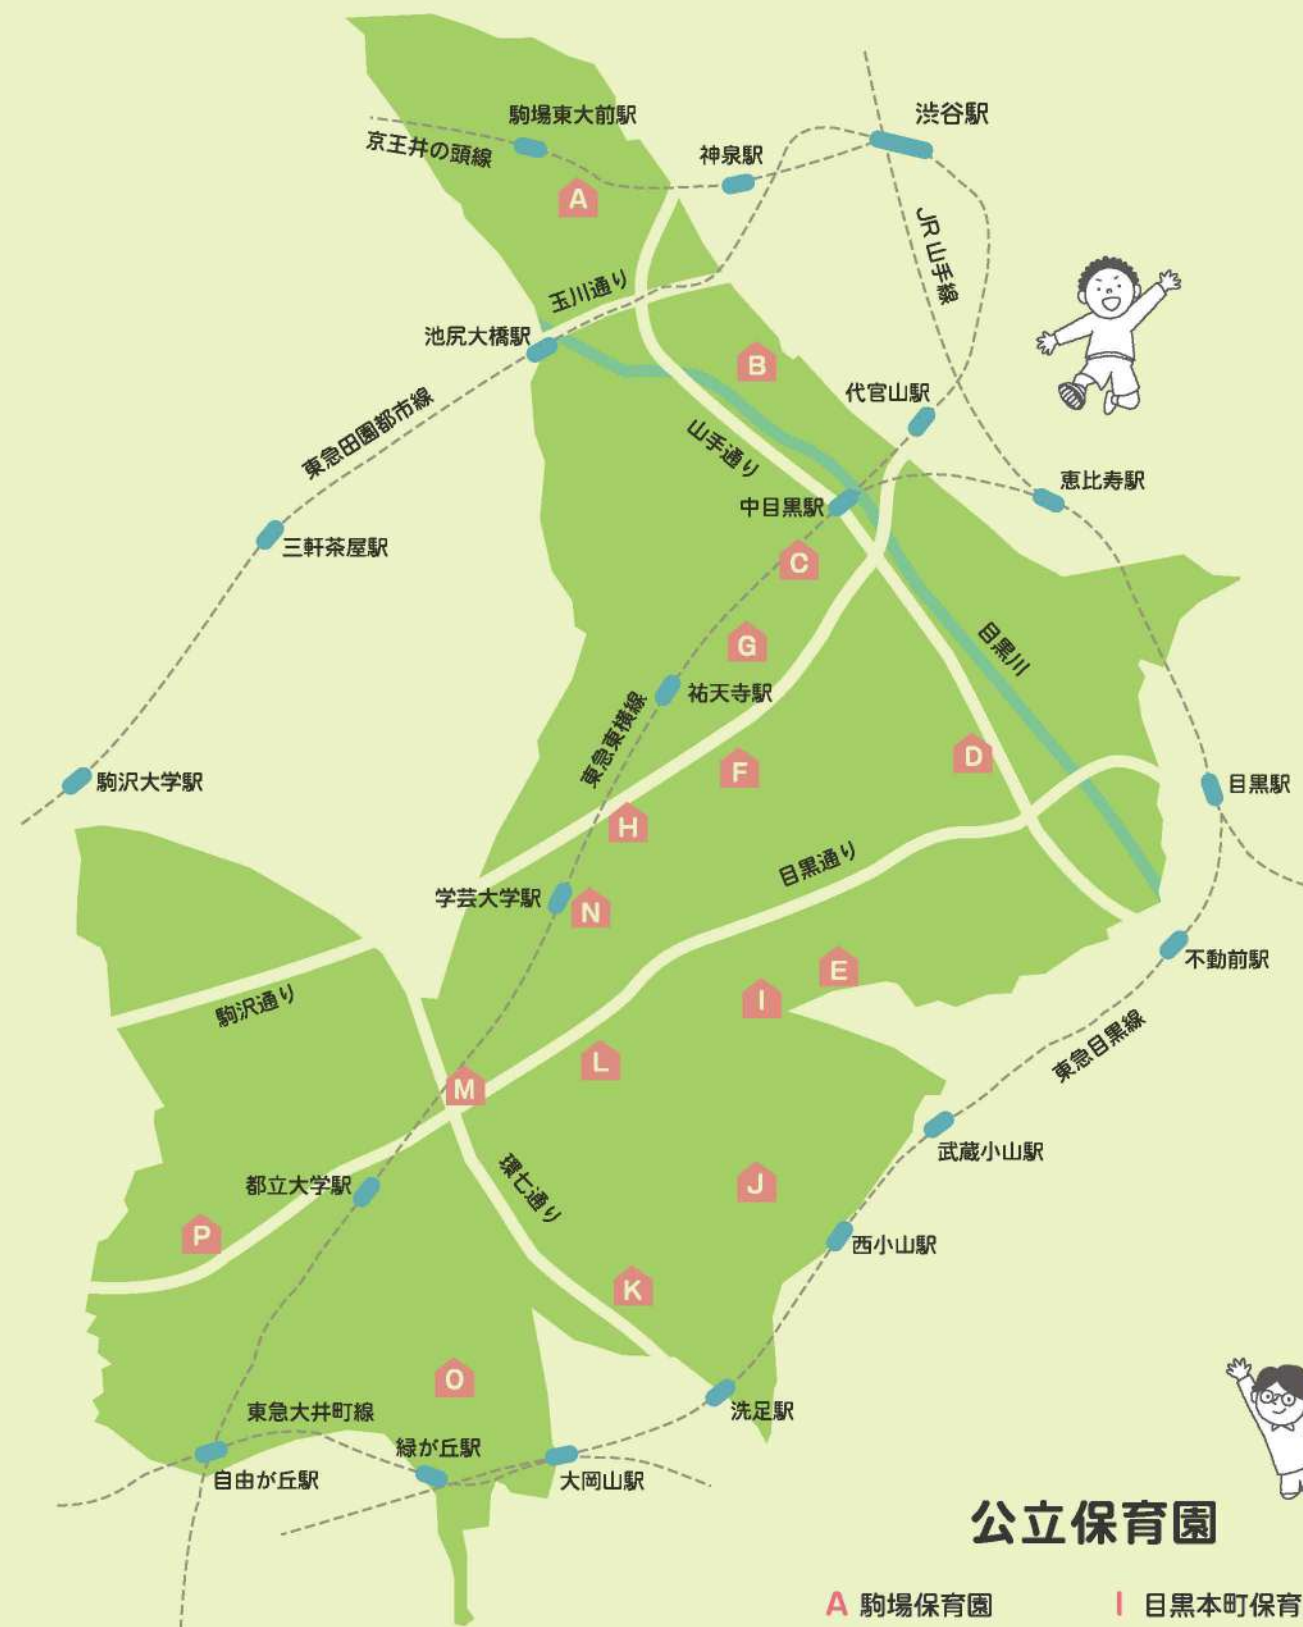 駒場東大前駅
渋谷駅
京王井の頭線
神泉駅
A
JR山手線
玉川通り
池尻大橋駅
B
代官山駅
東急田園都市線
山手通り
恵比寿駅
中目黒駅
三軒茶屋駅
C
G
目黒川
祐天寺駅
東急東横線
D
F
駒沢大学駅
目黒駅
H
目黒通り
学芸大学駅
N
不動前駅
E
I
駒沢通り
東急目黒線
L
M
武蔵小山駅
環七通り
都立大学駅
J
P
西小山駅
K
O
東急大井町線
洗足駅
緑が丘駅
自由が丘駅
大岡山駅
公立保育園
A 駒場保育園
I 目黒本町保育